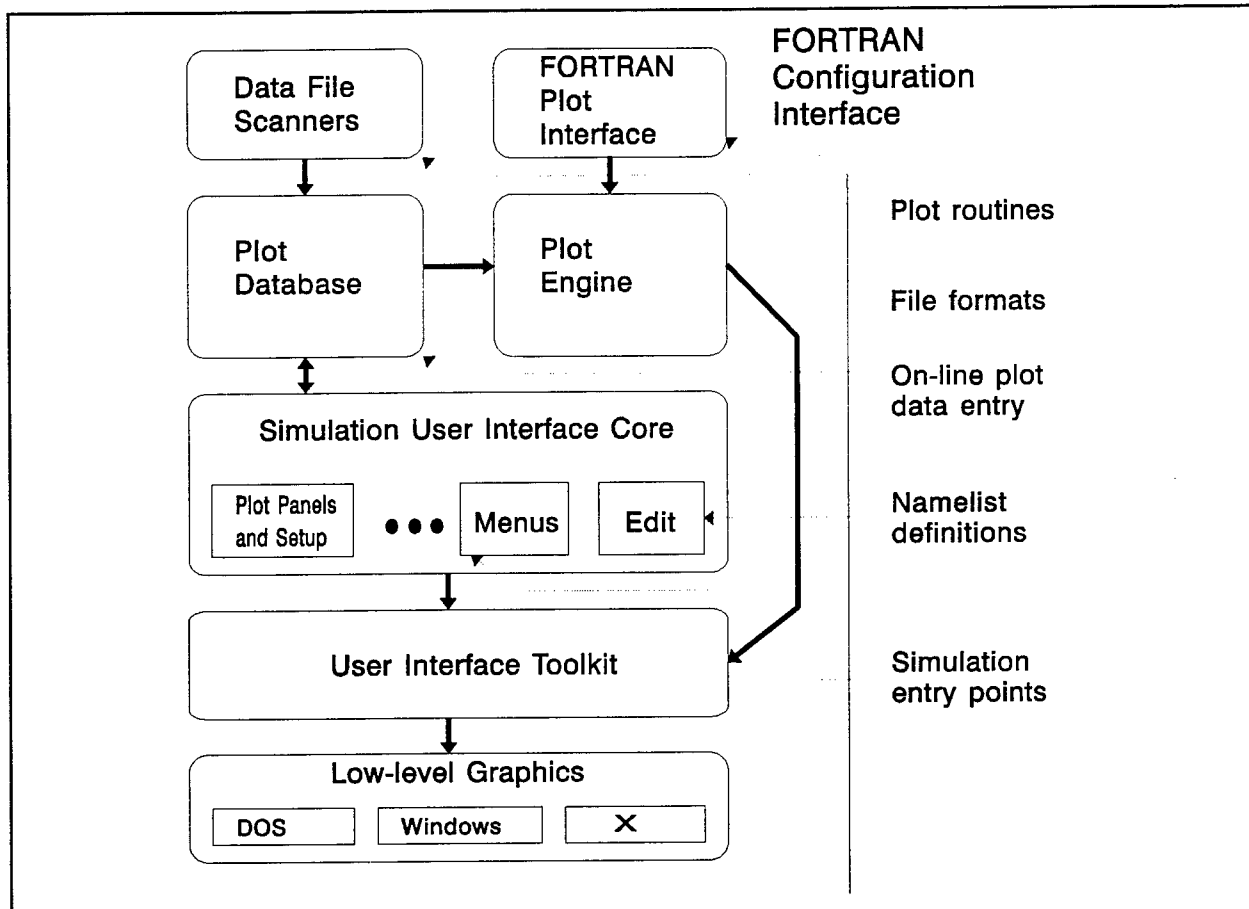 Data File
Scanners
FORTRAN
Plot
Interface
FORTRAN
Configuration
Interface
Plot
Database
Plot
Engine
Plot routines
File formats
On-line plot
data entry
Simulation User Interface Core
Plot Panels
and Setup
Menus
Edit
Namelist
definitions
User Interface Toolkit
Simulation
entry points
Low-level Graphics
DOS
Windows
X